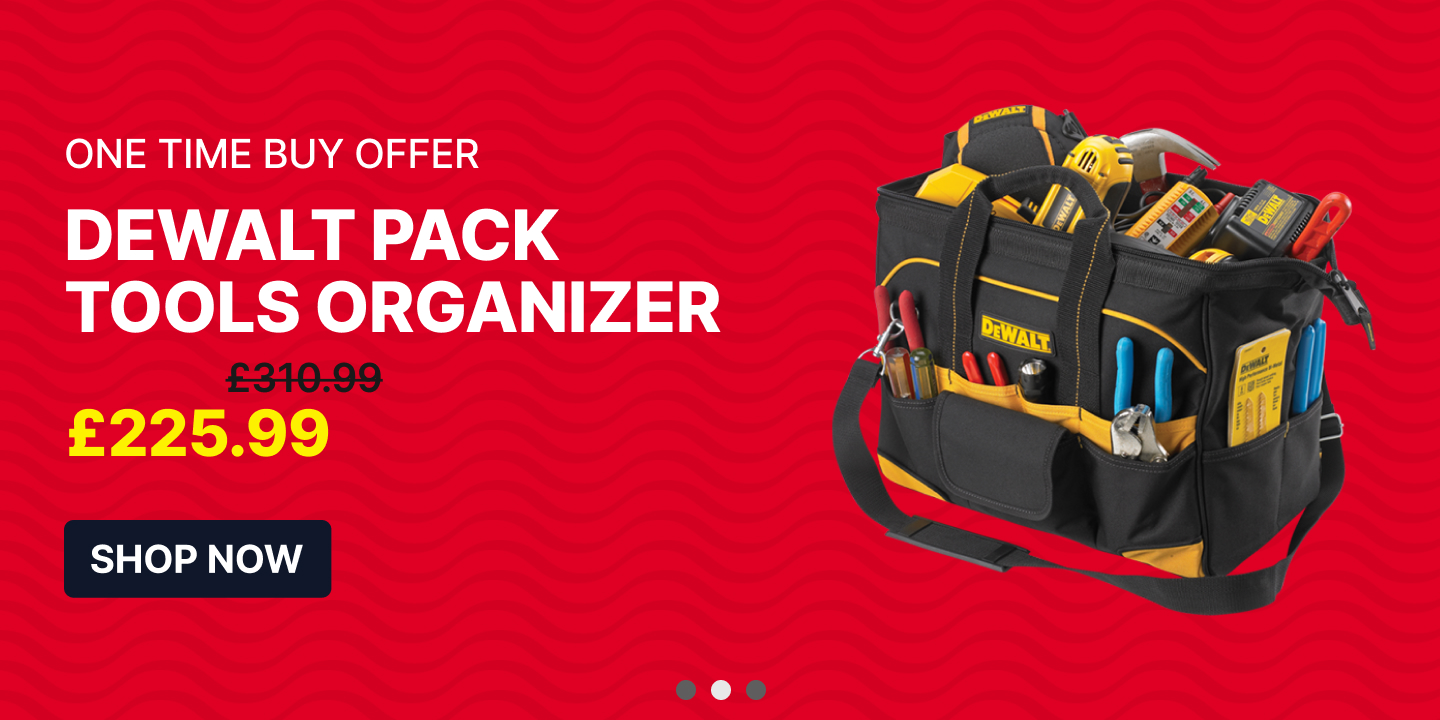 ONE TIME BUY OFFER
DEWALT PACK
TOOLS ORGANIZER
£310.99
£225.99
SHOP NOW
DEWALT
DEWALT
DEWALT
DEWALT
DEWALT